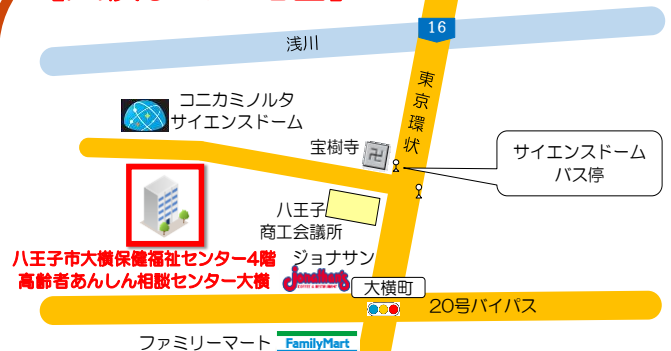 16
浅川
東京環状
コニカミノルタ
サイエンスドーム
宝樹寺
卍
サイエンスドーム
バス停
八王子
商工会議所
八王子市大横保健福祉センター4階
高齢者あんしん相談センター大横
ジョナサン
Jonathan's
大横町
20号バイパス
ファミリーマート
FamilyMart